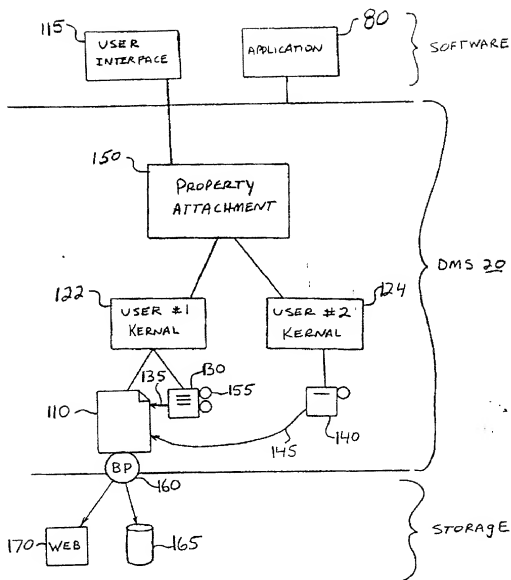 115
USER
INTERFACE
80
APPLICATION
SOFTWARE
150
PROPERTY
ATTACHMENT
DMS 20
122
USER #1
KERNAL
124
USER #2
KERNAL
110
135
130
155
145
140
BP
160
170
WEB
165
STORAGE